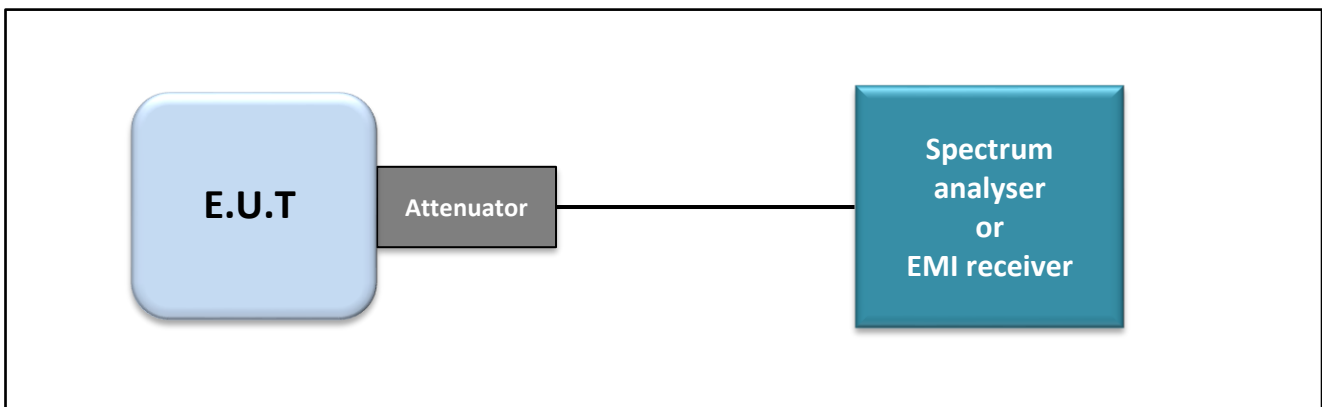 E.U.T
Attenuator
Spectrum
analyser
or
EMI receiver